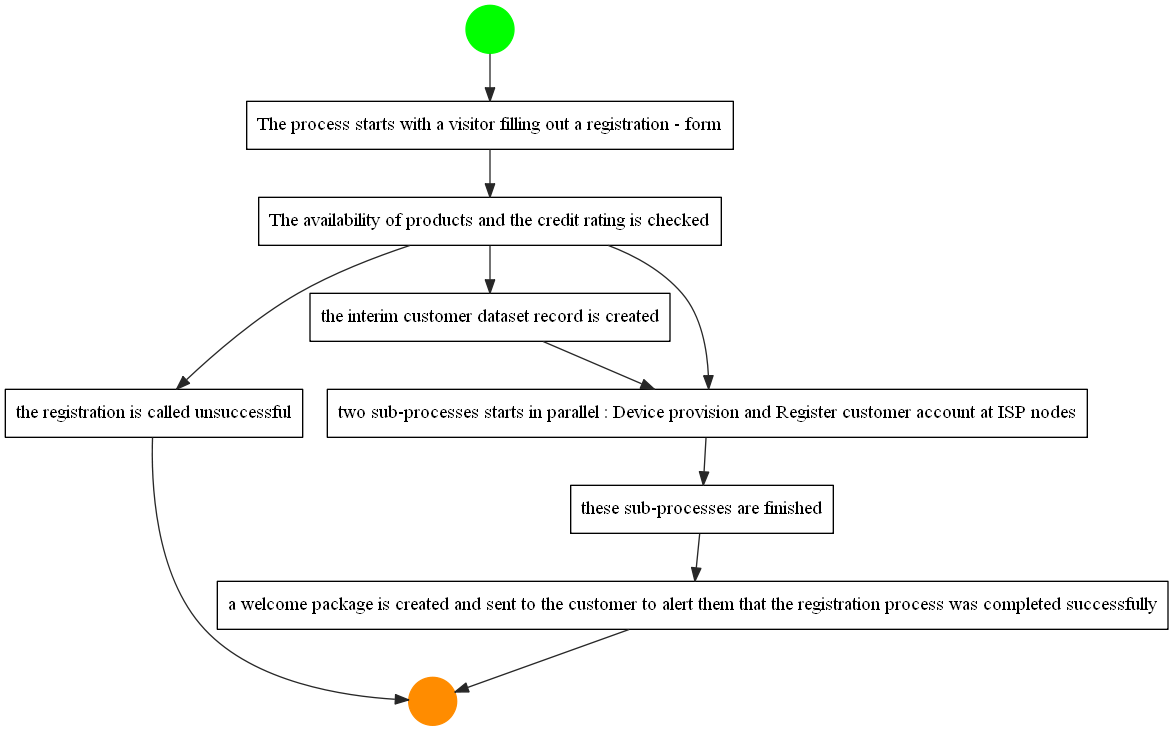 The process starts with a visitor filling out a registration - form
The availability of products and the credit rating is checked
the interim customer dataset record is created
the registration is called unsuccessful
two sub-processes starts in parallel : Device provision and Register customer account at ISP nodes
these sub-processes are finished
a welcome package is created and sent to the customer to alert them that the registration process was completed successfully